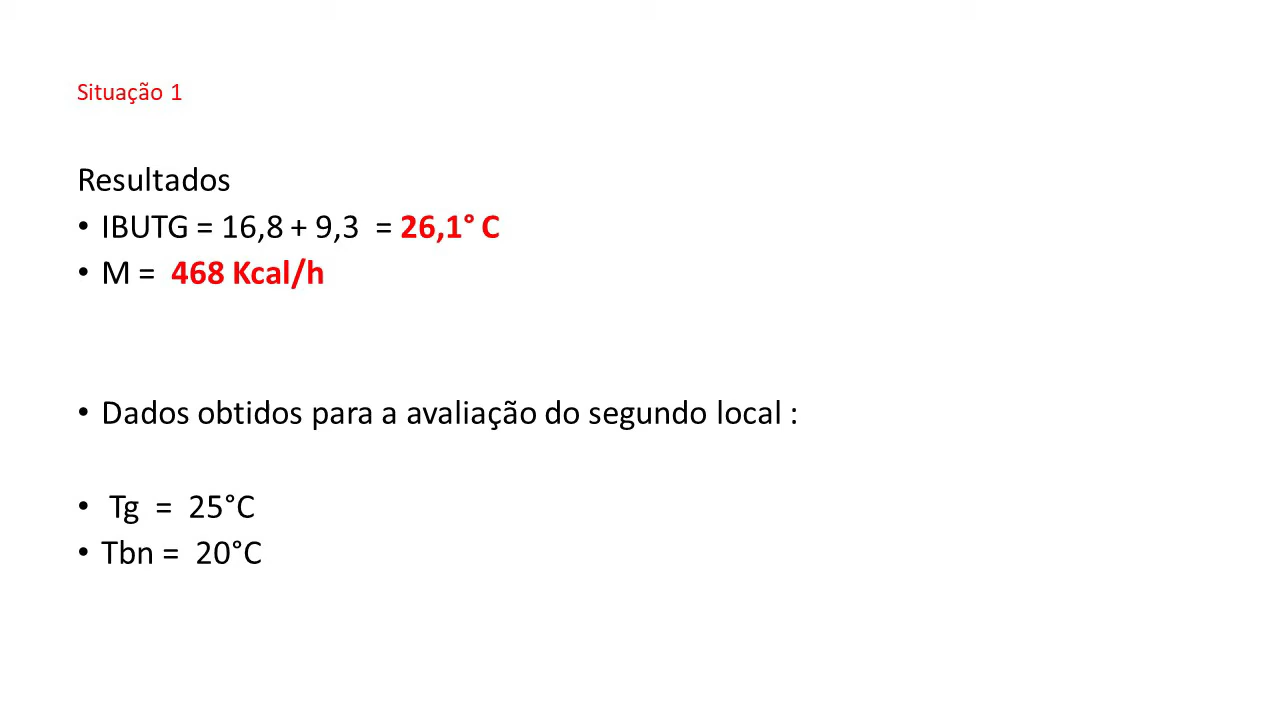 Situação 1
Resultados
• IBUTG = 16,8 + 9,3 = 26,1° C
• M = 468 Kcal/h
• Dados obtidos para a avaliação do segundo local :
• Tg = 25°C
• Tbn = 20°C